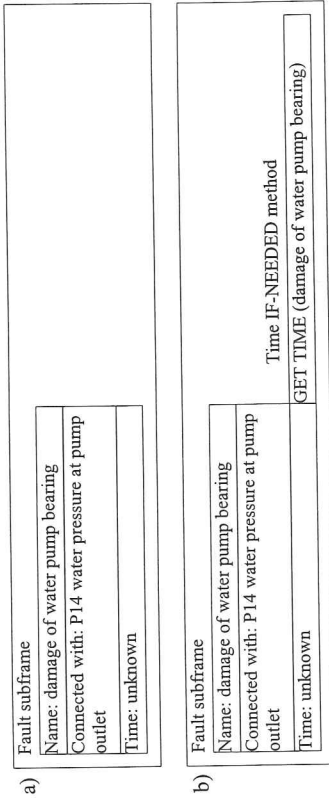 a)
Fault subframe
Name: damage of water pump bearing
Connected with: P14 water pressure at pump
outlet
Time: unknown
b)
Fault subframe
Name: damage of water pump bearing
Connected with: P14 water pressure at pump
outlet
Time IF-NEEDED method
Time: unknown
GET TIME (damage of water pump bearing)